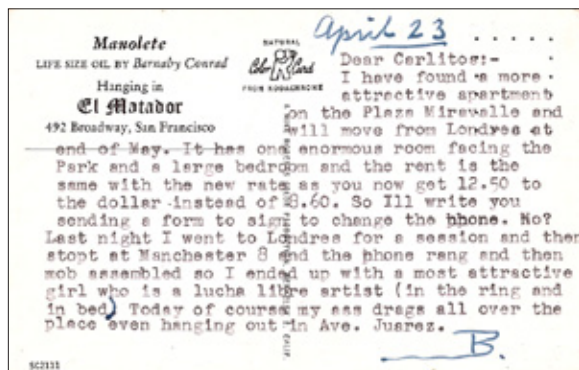 Manolete
LIFE SIZE OIL BY Barnaby Conrad
Hanging in
El Matador
492 Broadway, San Francisco
NATURAL
Color Card
FROM KODACHROME
April 23
Dear Carlitos:-
I have found a more
attractive apartment
on the Plaza Miravalle and
will move from Londres at
end of May. It has one enormous room facing the
Park and a large bedroom and the rent is the
same with the new rate as you now get 12.50 to
the dollar instead of 8.60. So Ill write you
sending a form to sign to change the phone. No?
Last night I went to Londres for a session and then
stopt at Manchester 8 and the phone rang and then
mob assembled so I ended up with a most attractive
girl who is a lucha libre artist (in the ring and
in bed) Today of course my ass drags all over the
place even hanging out in Ave. Juarez.
B.
SC2111